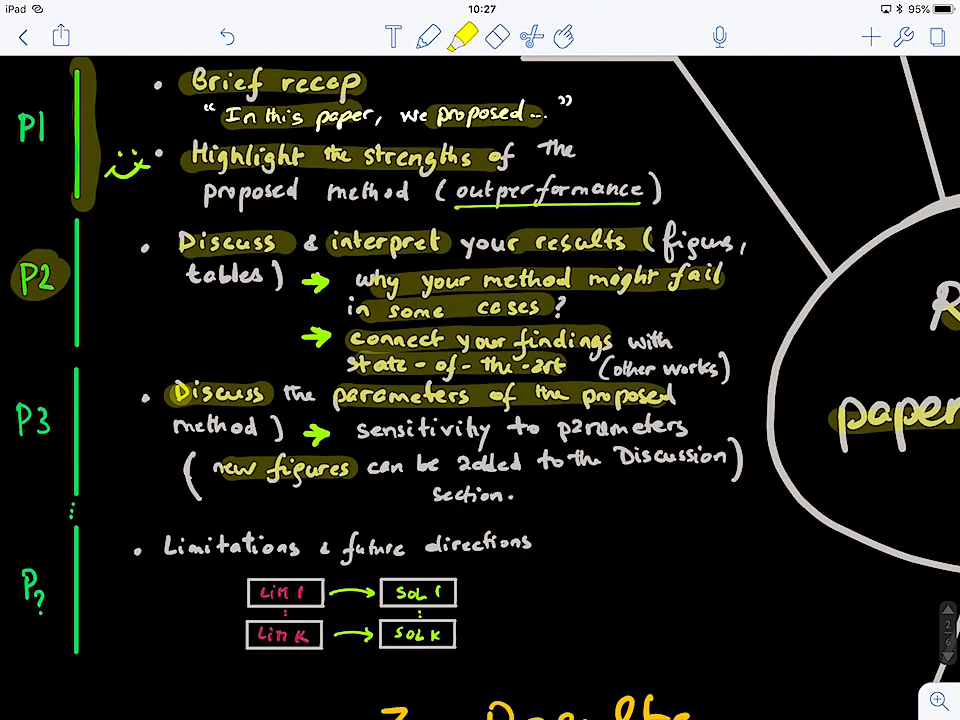 iPad
10:27
95%
P1
• Brief recap
" In this paper, we proposed... "
• Highlight the strengths of the
proposed method ( outperformance )
P2
• Discuss & interpret your results ( figure,
tables ) → why your method might fail
in some cases?
→ connect your findings with
state-of-the-art (other works)
P3
• Discuss the parameters of the proposed
method ) → sensitivity to parameters
( new figures can be added to the Discussion )
section.
P?
• Limitations & future directions
LIM 1 → SOL 1
LIM K → SOL K
paper
2
6